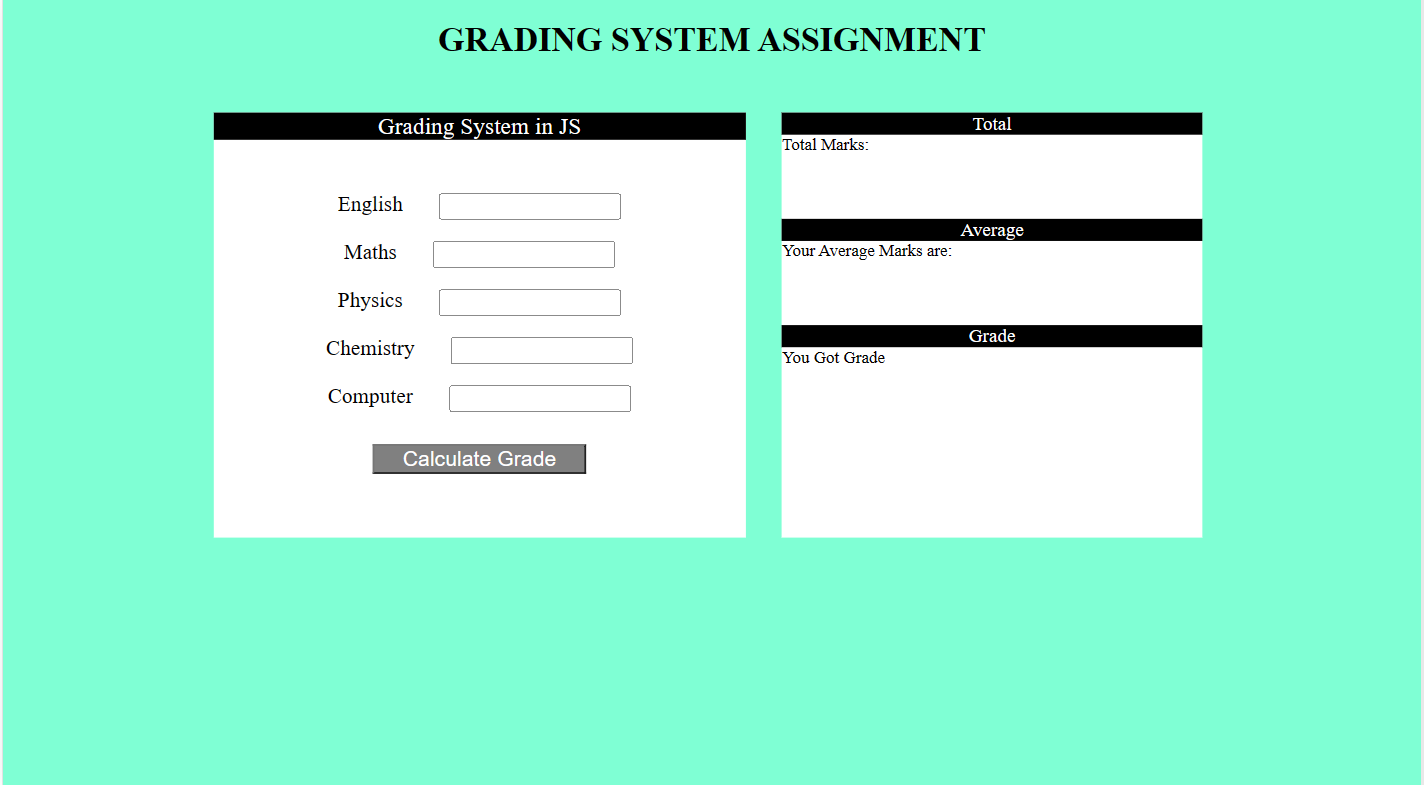 GRADING SYSTEM ASSIGNMENT
Grading System in JS
English
Maths
Physics
Chemistry
Computer
Calculate Grade
Total
Total Marks:
Average
Your Average Marks are:
Grade
You Got Grade